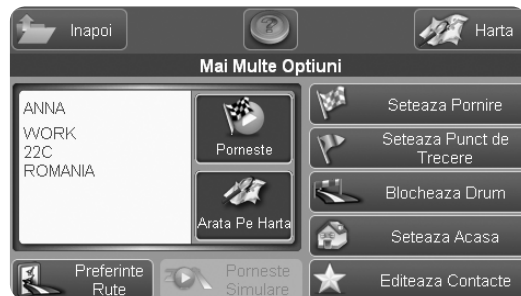 Inapoi
Harta
Mai Multe Optiuni
ANNA
WORK
22C
ROMANIA
Porneste
Arata Pe Harta
Seteaza Pornire
Seteaza Punct de
Trecere
Blocheaza Drum
Seteaza Acasa
Editeaza Contacte
Preferinte
Rute
Porneste
Simulare